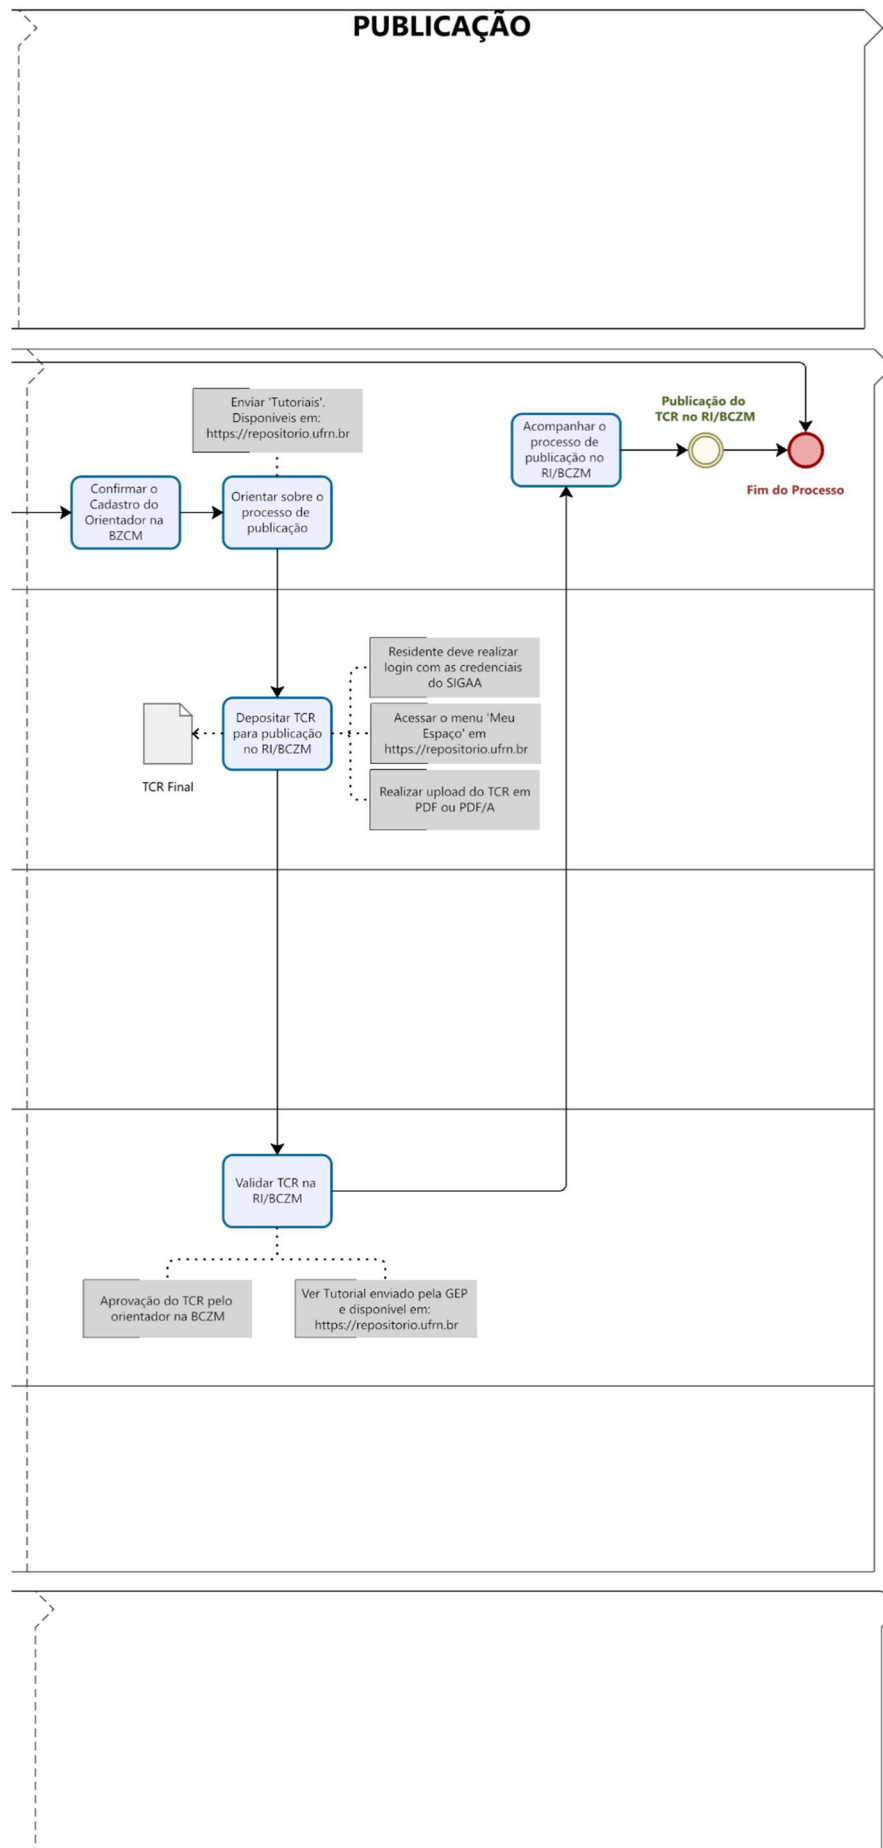 PUBLICAÇÃO
Enviar 'Tutoriais'.
Disponíveis em:
https://repositorio.ufrn.br
Confirmar o
Cadastro do
Orientador na
BZCM
Orientar sobre o
processo de
publicação
Acompanhar o
processo de
publicação no
RI/BCZM
Publicação do
TCR no RI/BCZM
Fim do Processo
Residente deve realizar
login com as credenciais
do SIGAA
Depositar TCR
para publicação
no RI/BCZM
Acessar o menu 'Meu
Espaço' em
https://repositorio.ufrn.br
TCR Final
Realizar upload do TCR em
PDF ou PDF/A
Validar TCR na
RI/BCZM
Aprovação do TCR pelo
orientador na BCZM
Ver Tutorial enviado pela GEP
e disponível em:
https://repositorio.ufrn.br